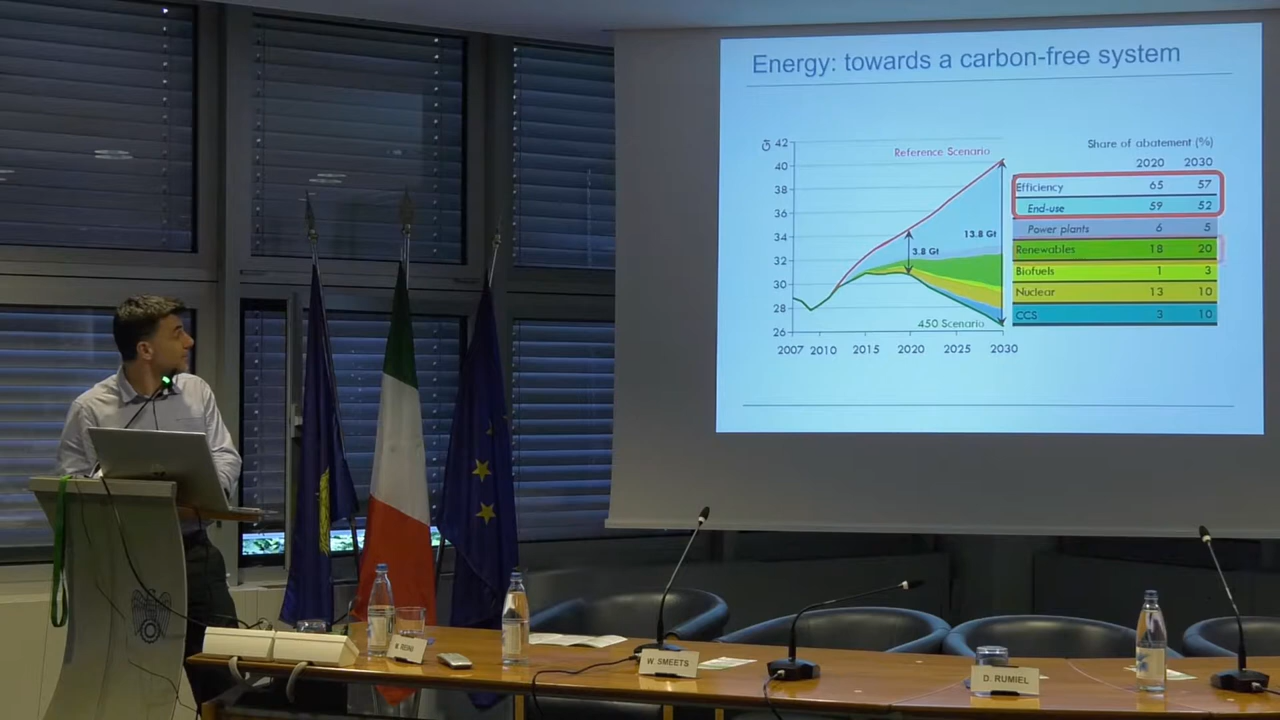 Energy: towards a carbon-free system
Gt
42
40
38
36
34
32
30
28
26
2007 2010 2015 2020 2025 2030
Reference Scenario
13.8 Gt
3.8 Gt
450 Scenario
Share of abatement (%)
2020 2030
Efficiency 65 57
End-use 59 52
Power plants 6 5
Renewables 18 20
Biofuels 1 3
Nuclear 13 10
CCS 3 10
W. SMEETS
D. RUMIEL